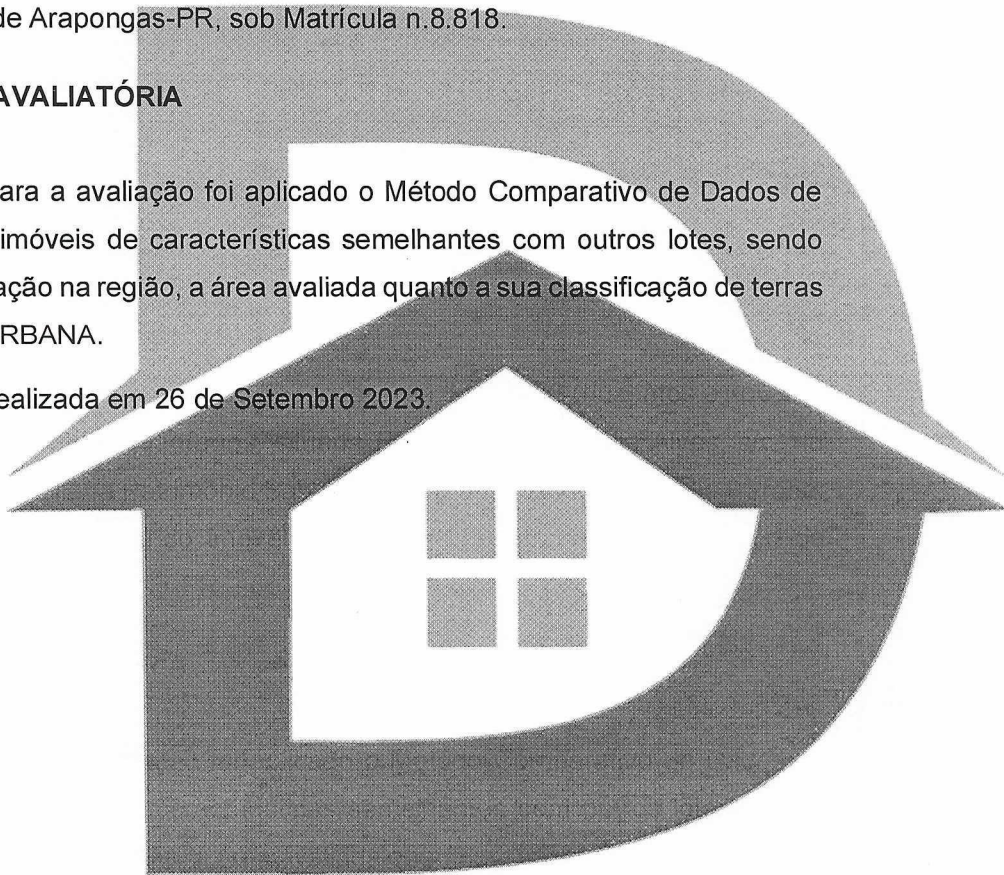 de Arapongas-PR, sob Matrícula n.8.818.
AVALIATÓRIA
ara a avaliação foi aplicado o Método Comparativo de Dados de
imóveis de características semelhantes com outros lotes, sendo
ação na região, a área avaliada quanto a sua classificação de terras
RBANA.
ealizada em 26 de Setembro 2023.